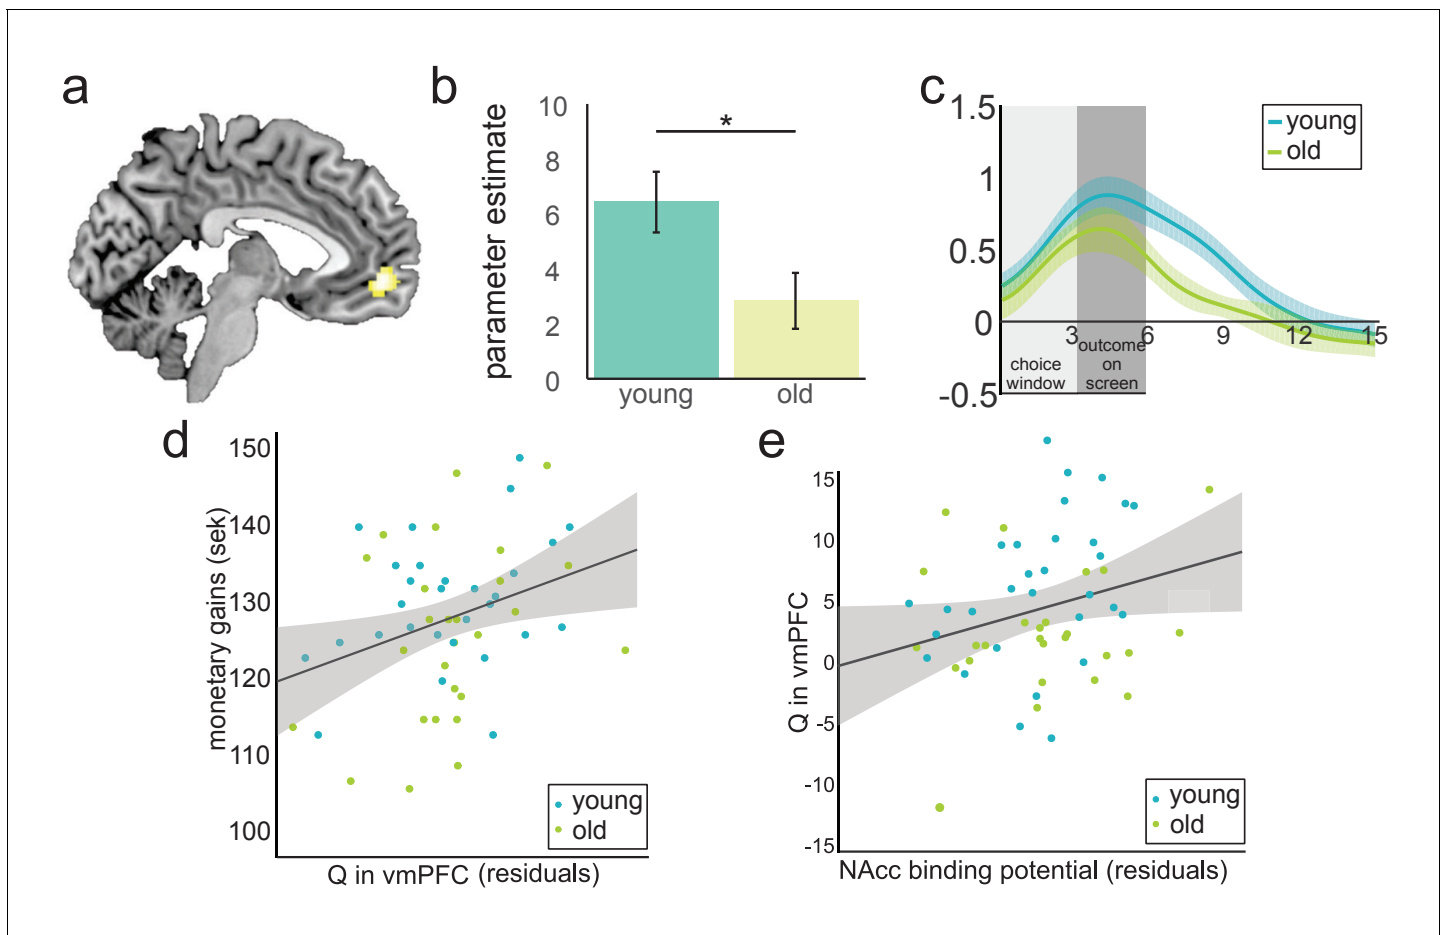 a
b
parameter estimate
10
8
6
4
2
0
*
young
old
c
1.5
1
0.5
0
-0.5
3
6
9
12
15
choice
window
outcome
on
screen
young
old
d
monetary gains (sek)
150
140
130
120
110
100
young
old
Q in vmPFC (residuals)
e
Q in vmPFC
15
10
5
0
-5
-10
-15
young
old
NAcc binding potential (residuals)